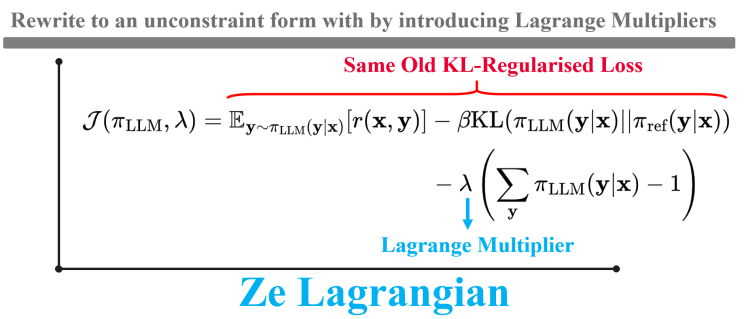 Rewrite to an unconstraint form with by introducing Lagrange Multipliers
Same Old KL-Regularised Loss
𝒥(π_LLM, λ) = 𝔼_{𝐲∼π_LLM(𝐲|𝐱)}[r(𝐱, 𝐲)] − βKL(π_LLM(𝐲|𝐱)||π_ref(𝐲|𝐱))
− λ (∑_𝐲 π_LLM(𝐲|𝐱) − 1)
Lagrange Multiplier
Ze Lagrangian